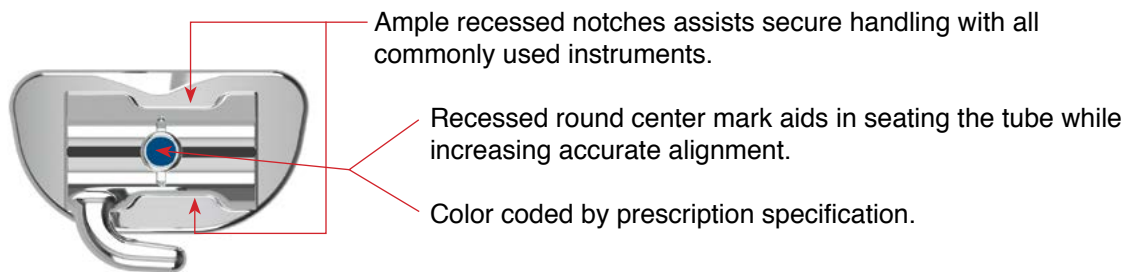 Ample recessed notches assists secure handling with all
commonly used instruments.
Recessed round center mark aids in seating the tube while
increasing accurate alignment.
Color coded by prescription specification.